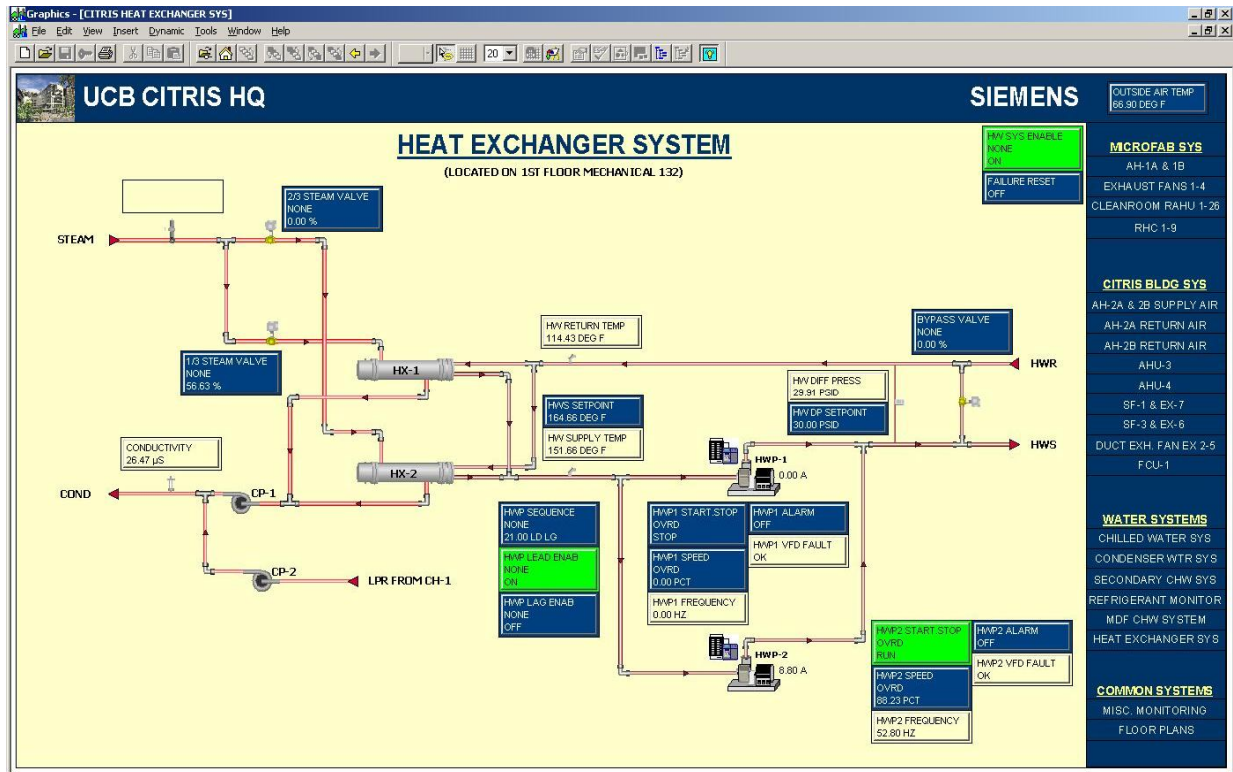 Graphics - [CITRIS HEAT EXCHANGER SYS]
File Edit View Insert Dynamic Tools Window Help
20
UCB CITRIS HQ
SIEMENS
OUTSIDE AIR TEMP
66.90 DEG F
HEAT EXCHANGER SYSTEM
(LOCATED ON 1ST FLOOR MECHANICAL 132)
HW SYS ENABLE
NONE
ON
FAILURE RESET
OFF
2/3 STEAM VALVE
NONE
0.00 %
STEAM
1/3 STEAM VALVE
NONE
56.63 %
HX-1
HW RETURN TEMP
114.43 DEG F
BYPASS VALVE
NONE
0.00 %
HWR
HW DIFF PRESS
29.91 PSID
HW DP SETPOINT
30.00 PSID
HWS SETPOINT
164.66 DEG F
HW SUPPLY TEMP
151.66 DEG F
HWS
CONDUCTIVITY
26.47 µS
HX-2
HWP-1
0.00 A
COND
CP-1
CP-2
LPR FROM CH-1
HWP SEQUENCE
NONE
21.00 LD LG
HWP LEAD ENAB
NONE
ON
HWP LAG ENAB
NONE
OFF
HWP1 START.STOP
OVRD
STOP
HWP1 SPEED
OVRD
0.00 PCT
HWP1 FREQUENCY
0.00 HZ
HWP1 ALARM
OFF
HWP1 VFD FAULT
OK
HWP-2
8.80 A
HWP2 START.STOP
OVRD
RUN
HWP2 SPEED
OVRD
88.23 PCT
HWP2 FREQUENCY
52.80 HZ
HWP2 ALARM
OFF
HWP2 VFD FAULT
OK
MICROFAB SYS
AH-1A & 1B
EXHAUST FANS 1-4
CLEANROOM RAHU 1-26
RHC 1-9
CITRIS BLDG SYS
AH-2A & 2B SUPPLY AIR
AH-2A RETURN AIR
AH-2B RETURN AIR
AHU-3
AHU-4
SF-1 & EX-7
SF-3 & EX-6
DUCT EXH. FAN EX 2-5
FCU-1
WATER SYSTEMS
CHILLED WATER SYS
CONDENSER WTR SYS
SECONDARY CHW SYS
REFRIGERANT MONITOR
MDF CHW SYSTEM
HEAT EXCHANGER SYS
COMMON SYSTEMS
MISC. MONITORING
FLOOR PLANS